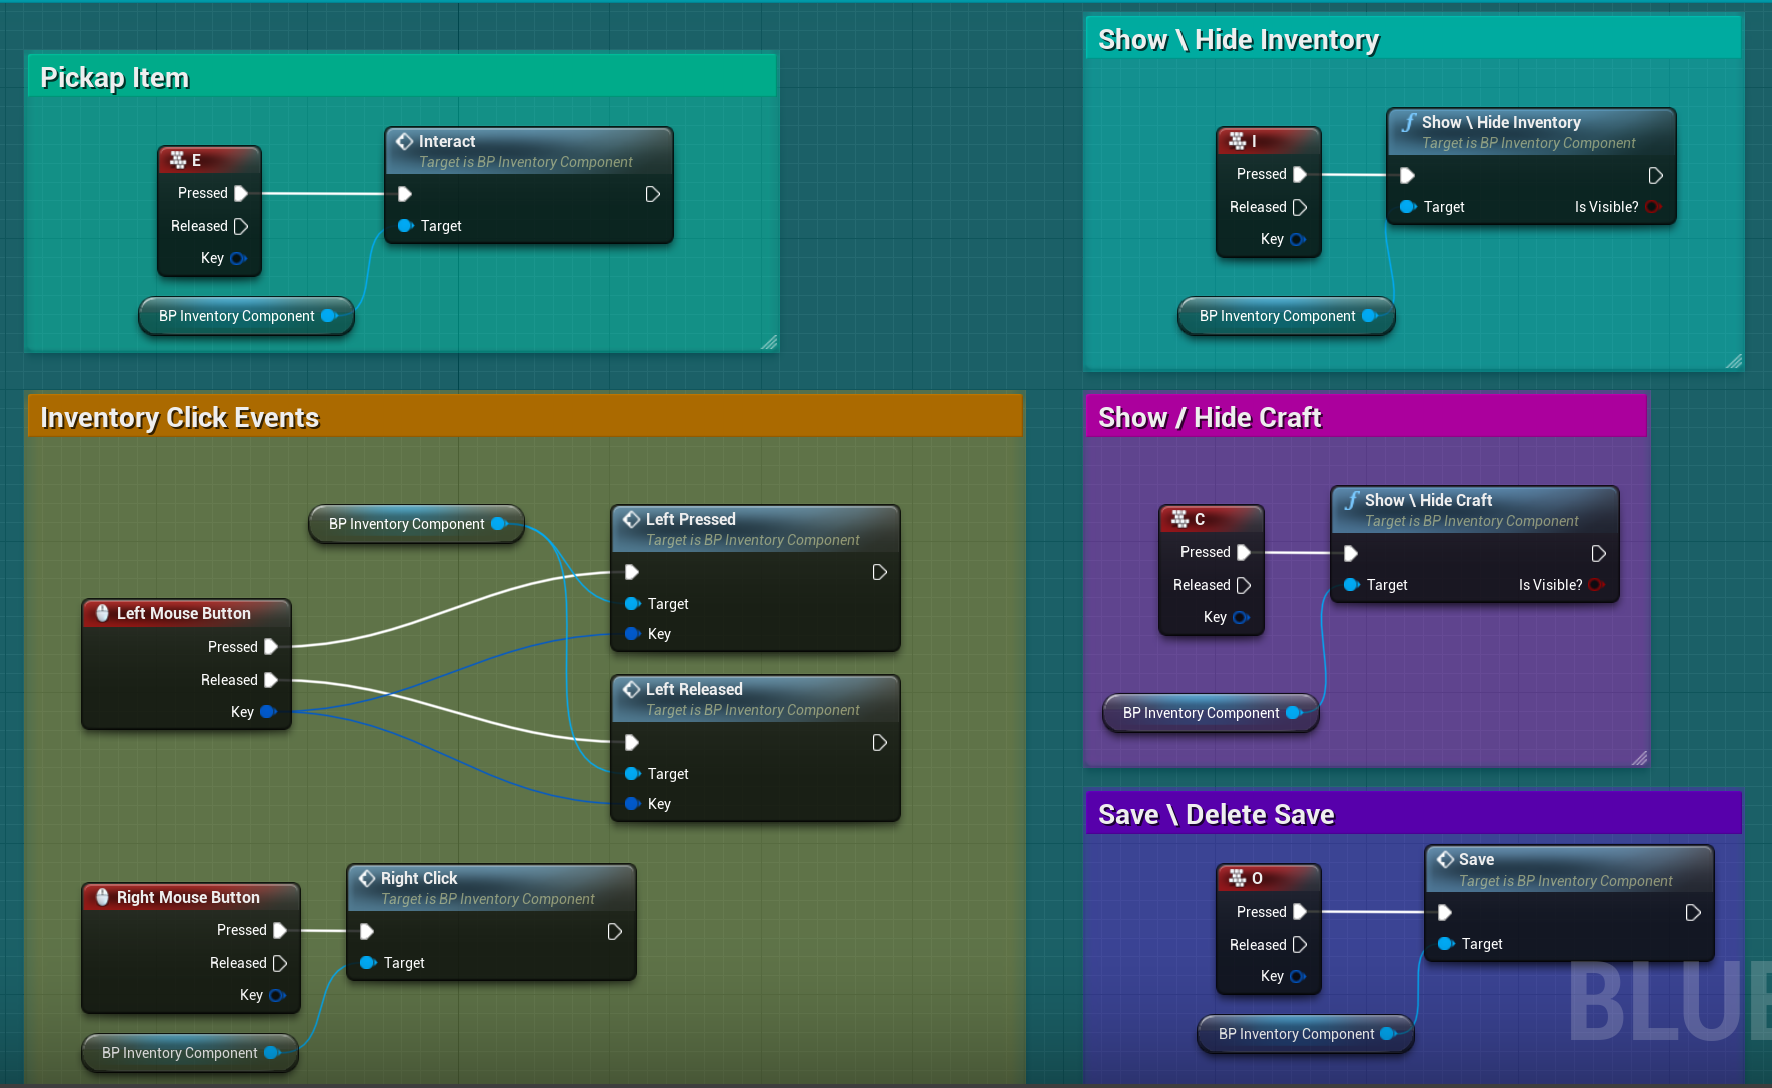 Pickap Item
E
Pressed
Released
Key
BP Inventory Component
Interact
Target is BP Inventory Component
Target
Show \ Hide Inventory
I
Pressed
Released
Key
BP Inventory Component
Show \ Hide Inventory
Target is BP Inventory Component
Target
Is Visible?
Inventory Click Events
BP Inventory Component
Left Mouse Button
Pressed
Released
Key
Left Pressed
Target is BP Inventory Component
Target
Key
Left Released
Target is BP Inventory Component
Target
Key
Right Mouse Button
Pressed
Released
Key
BP Inventory Component
Right Click
Target is BP Inventory Component
Target
Show / Hide Craft
C
Pressed
Released
Key
BP Inventory Component
Show \ Hide Craft
Target is BP Inventory Component
Target
Is Visible?
Save \ Delete Save
O
Pressed
Released
Key
BP Inventory Component
Save
Target is BP Inventory Component
Target
BLUE